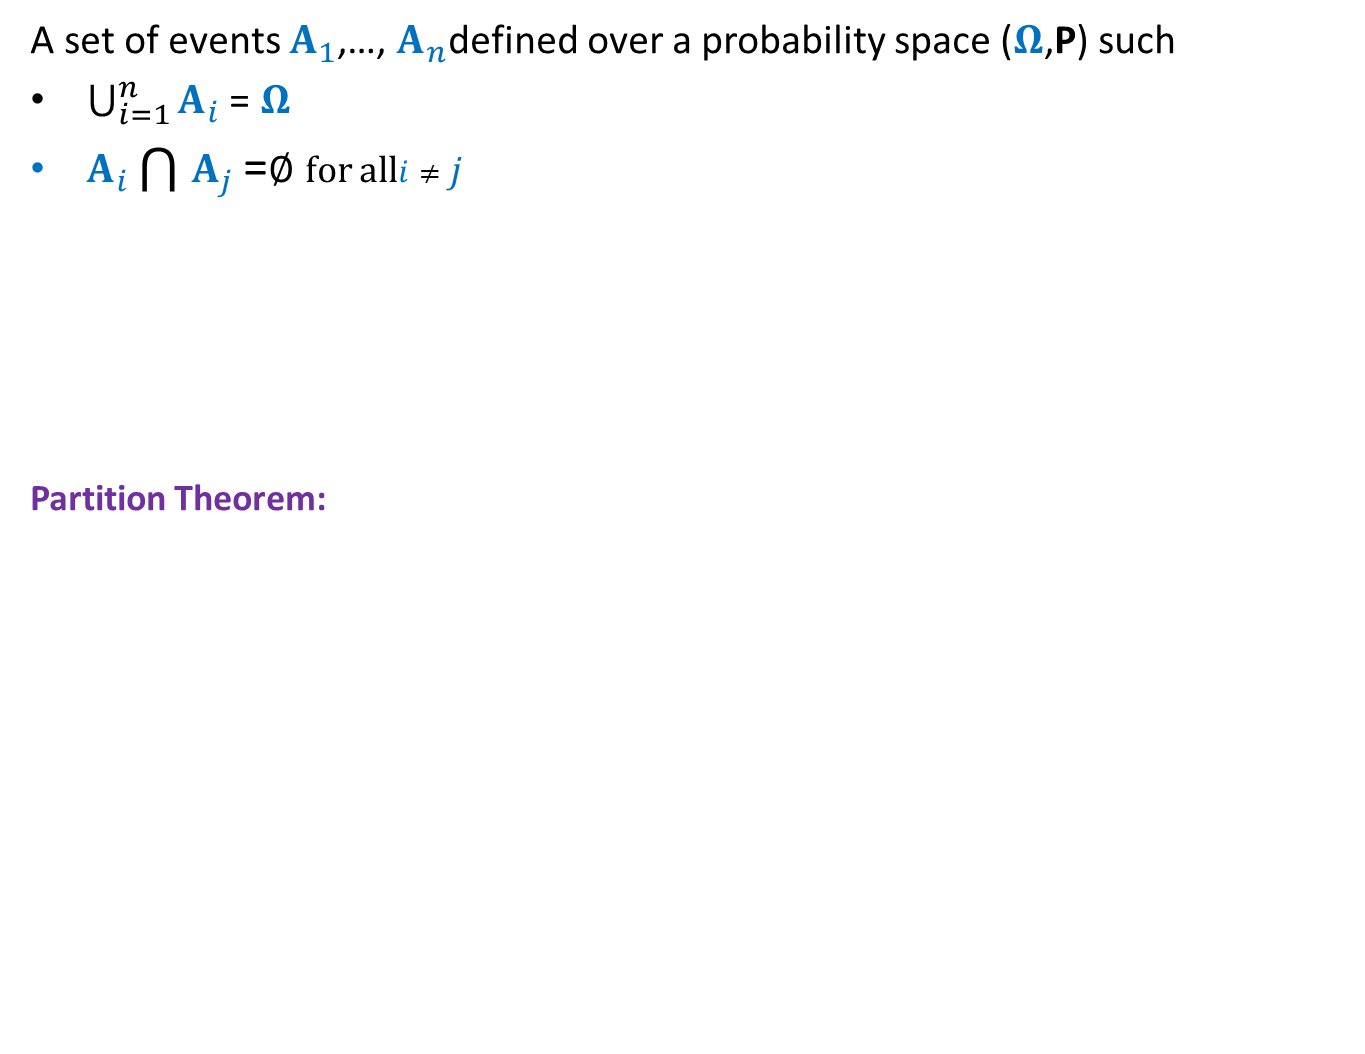 A set of events 𝐀₁,…, 𝐀ₙdefined over a probability space (𝛀,P) such
• ⋃ⁿᵢ₌₁ 𝐀ᵢ = 𝛀
• 𝐀ᵢ ⋂ 𝐀ⱼ =∅ for all𝑖 ≠ 𝑗
Partition Theorem: